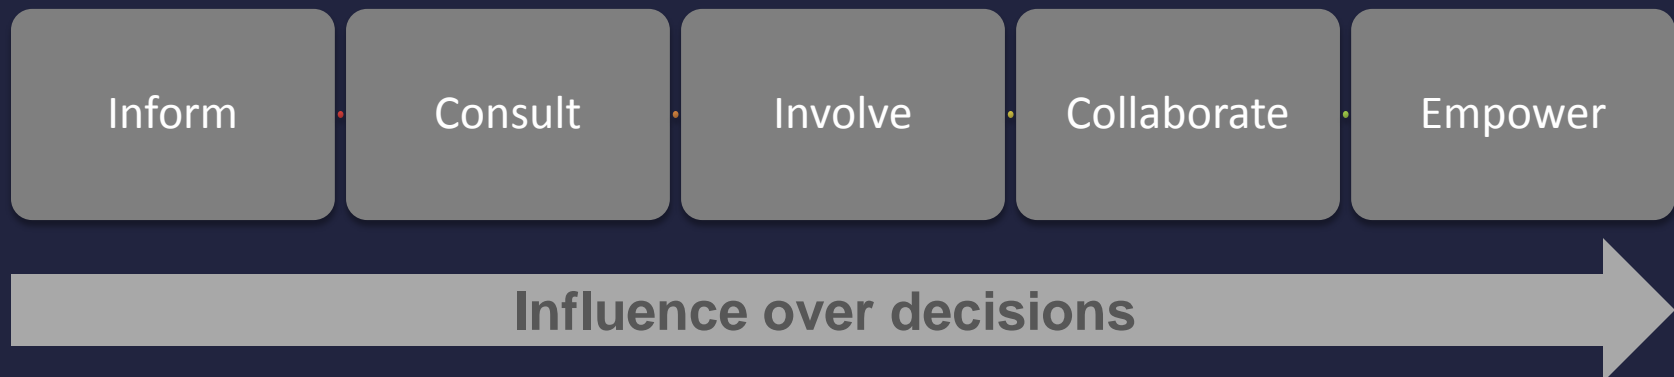 Inform
Consult
Involve
Collaborate
Empower
Influence over decisions